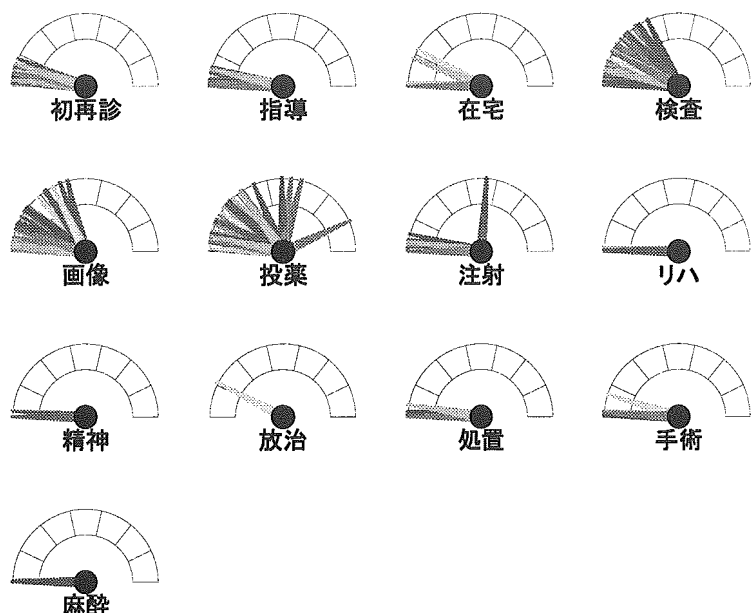 初再診
指導
在宅
検査
画像
投薬
注射
リハ
精神
放治
処置
手術
麻酔